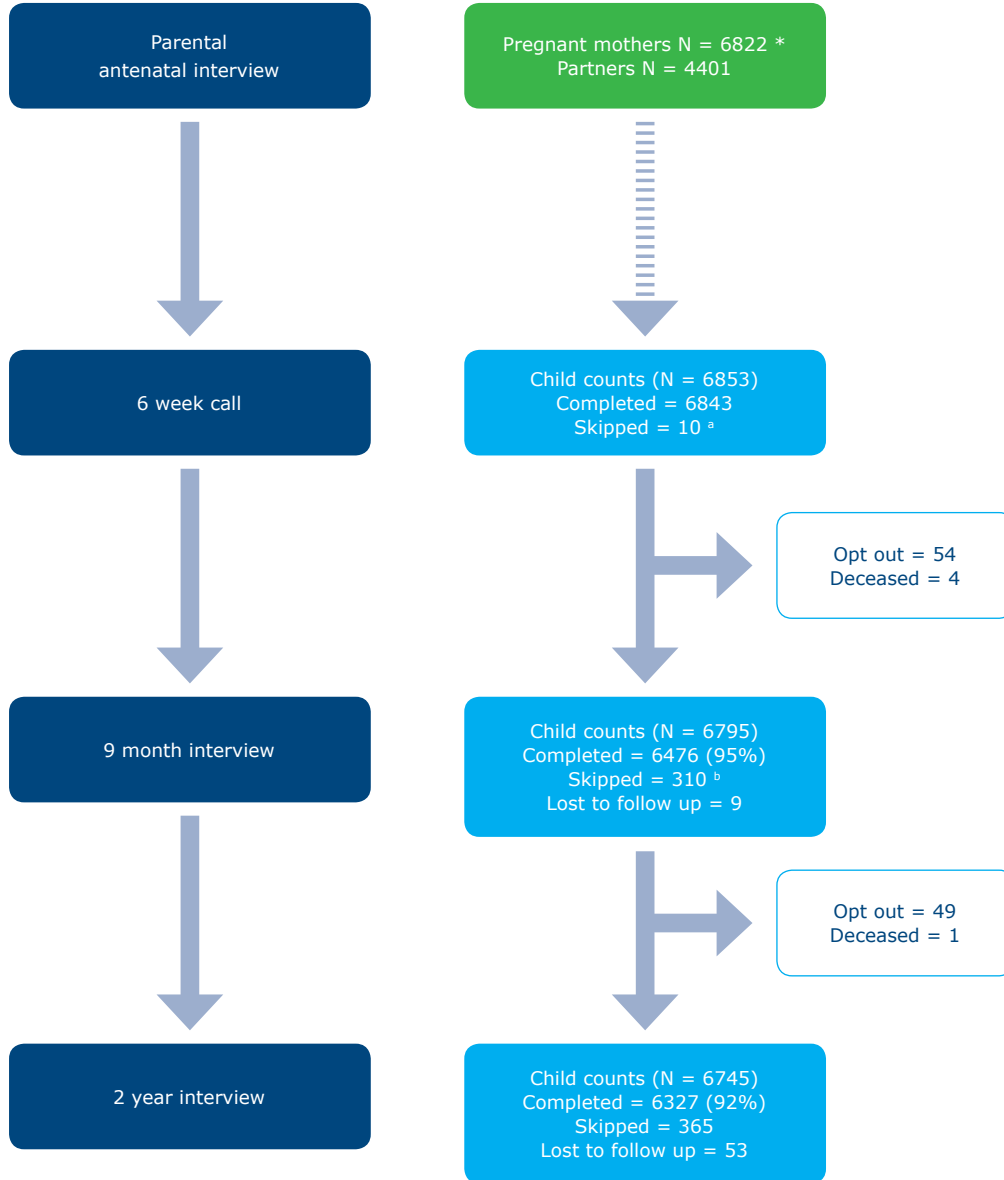 Parental
antenatal interview
Pregnant mothers N = 6822 *
Partners N = 4401
6 week call
Child counts (N = 6853)
Completed = 6843
Skipped = 10 ᵃ
Opt out = 54
Deceased = 4
9 month interview
Child counts (N = 6795)
Completed = 6476 (95%)
Skipped = 310 ᵇ
Lost to follow up = 9
Opt out = 49
Deceased = 1
2 year interview
Child counts (N = 6745)
Completed = 6327 (92%)
Skipped = 365
Lost to follow up = 53